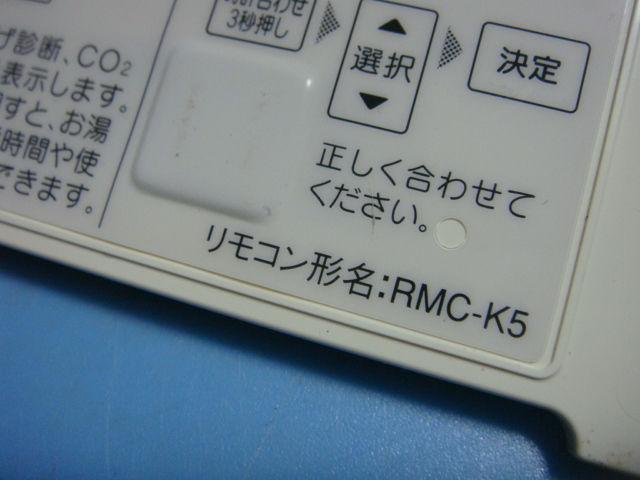 げ診断、CO₂
表示します。
すと、お湯
時間や使
できます。
3秒押し
選択
決定
正しく合わせて
ください。
リモコン形名：RMC-K5